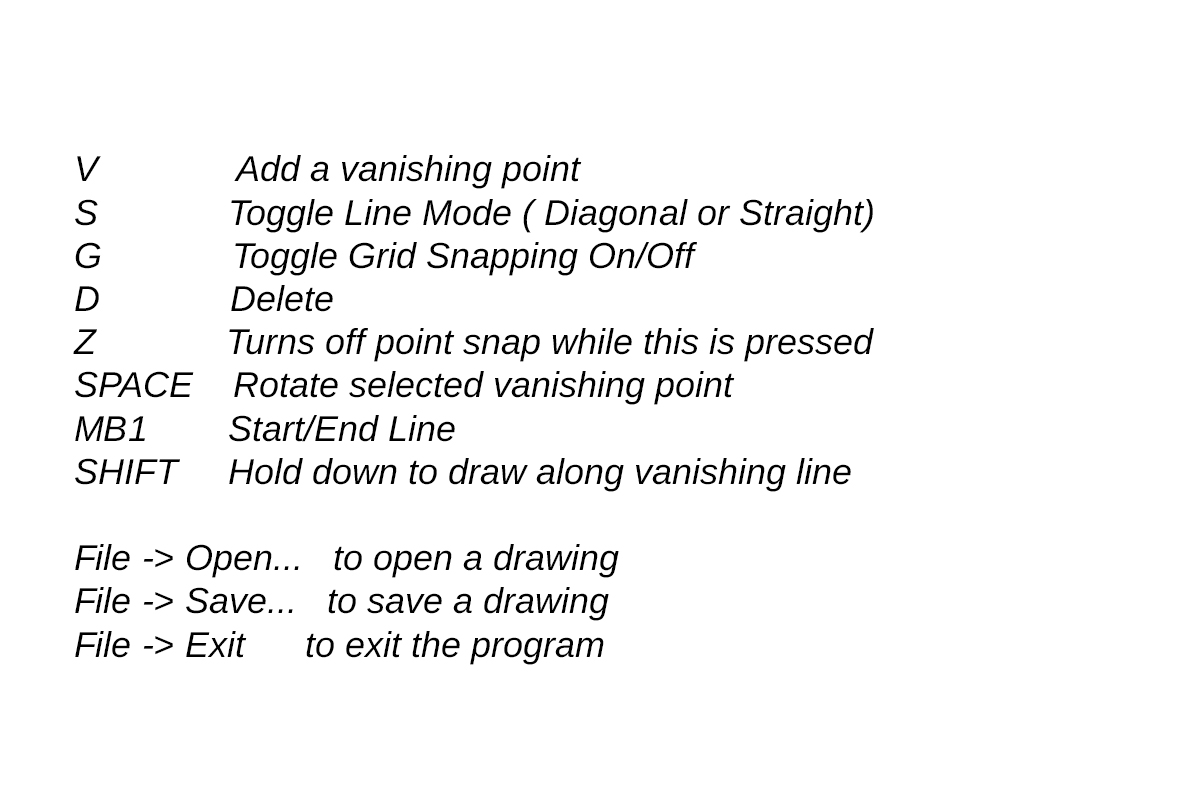 V Add a vanishing point
S Toggle Line Mode ( Diagonal or Straight)
G Toggle Grid Snapping On/Off
D Delete
Z Turns off point snap while this is pressed
SPACE Rotate selected vanishing point
MB1 Start/End Line
SHIFT Hold down to draw along vanishing line
File -> Open... to open a drawing
File -> Save... to save a drawing
File -> Exit to exit the program